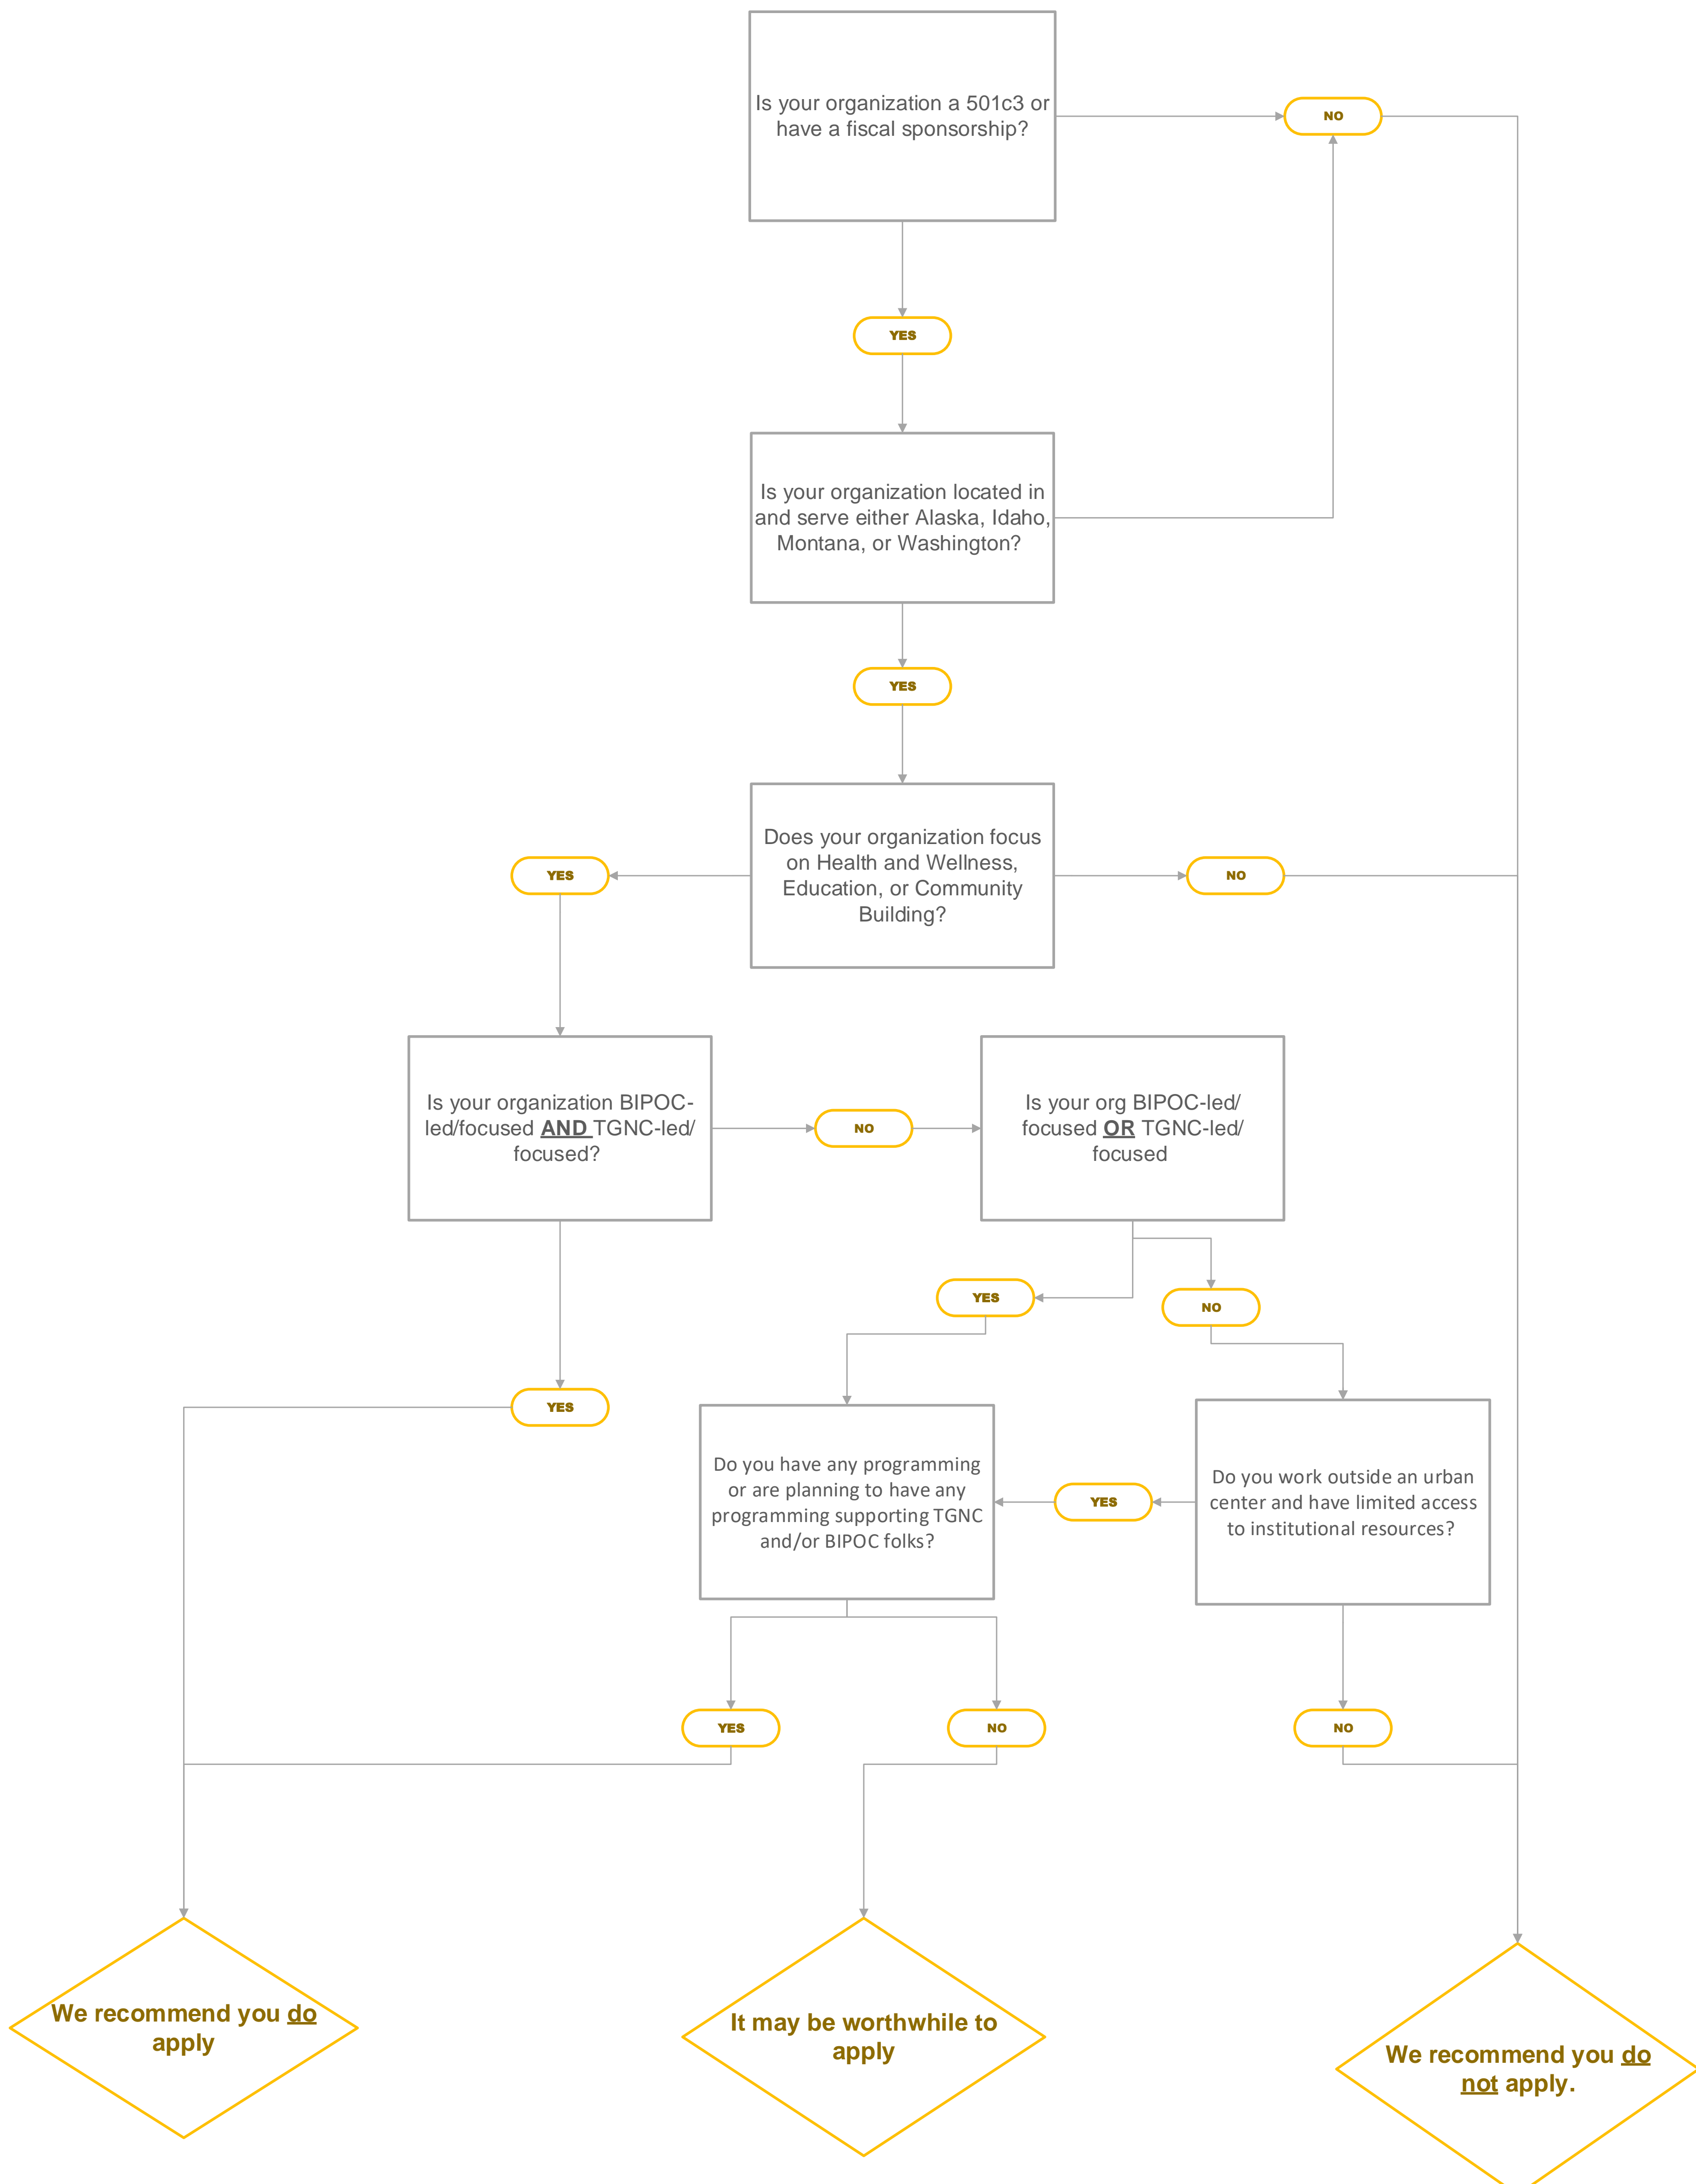 Is your organization a 501c3 or
have a fiscal sponsorship?
NO
YES
Is your organization located in
and serve either Alaska, Idaho,
Montana, or Washington?
YES
Does your organization focus
on Health and Wellness,
Education, or Community
Building?
YES
NO
Is your organization BIPOC-
led/focused AND TGNC-led/
focused?
NO
Is your org BIPOC-led/
focused OR TGNC-led/
focused
YES
NO
YES
Do you have any programming
or are planning to have any
programming supporting TGNC
and/or BIPOC folks?
YES
Do you work outside an urban
center and have limited access
to institutional resources?
YES
NO
NO
We recommend you do
apply
It may be worthwhile to
apply
We recommend you do
not apply.